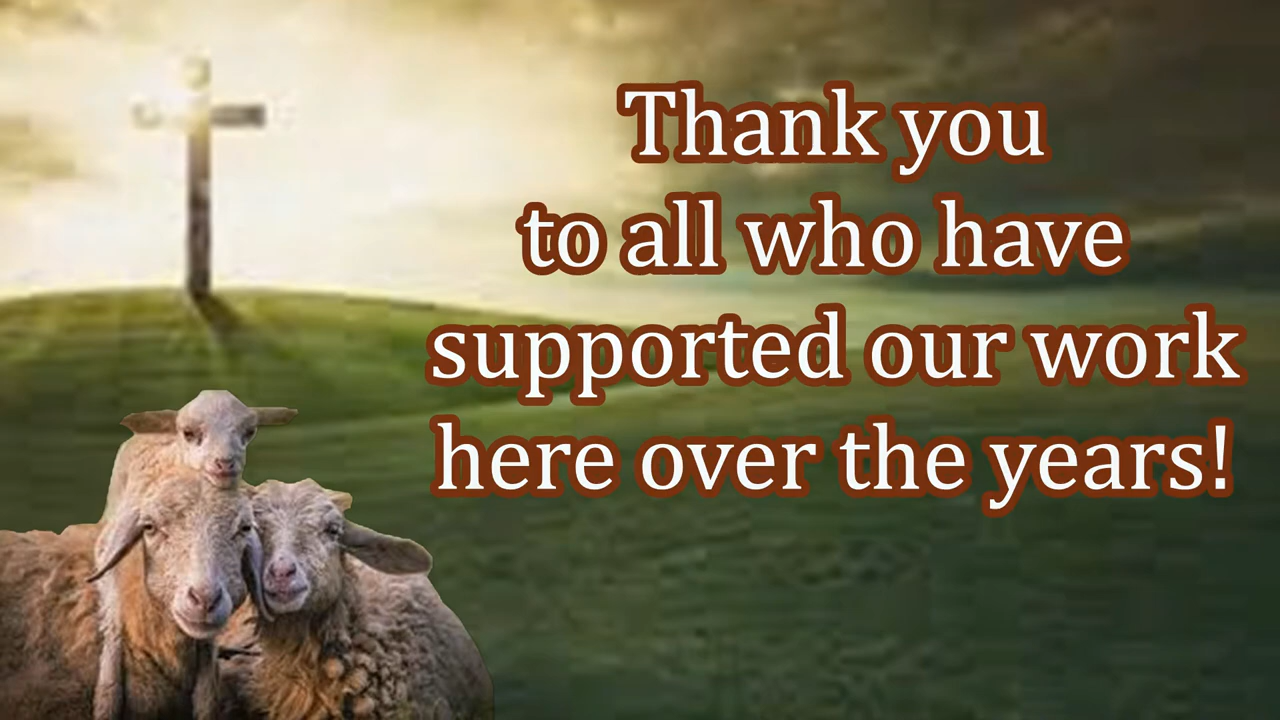 Thank you
to all who have
supported our work
here over the years!